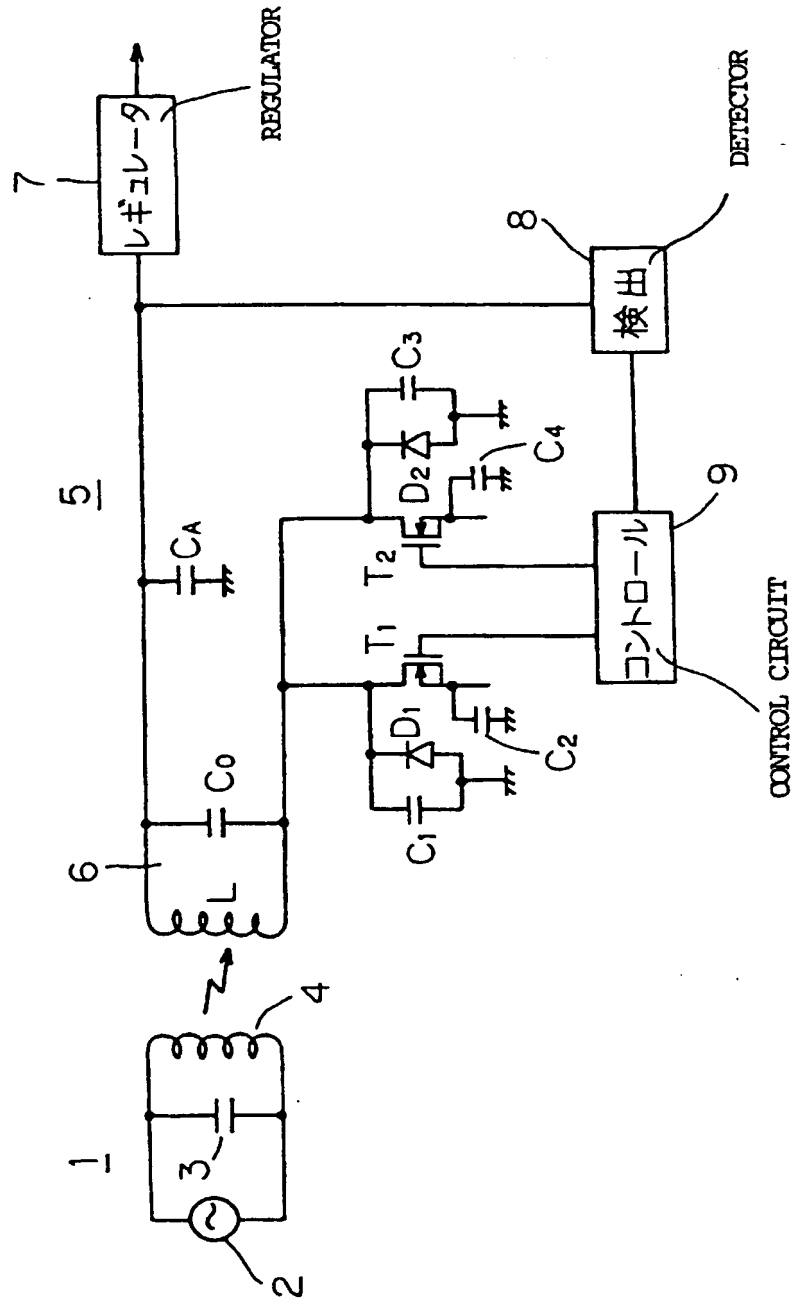 1
2
3
4
5
6
L
C0
CA
7
レギュレータ
REGULATOR
C1
D1
C2
T1
T2
D2
C3
C4
8
検出
DETECTOR
9
コントロール
CONTROL CIRCUIT